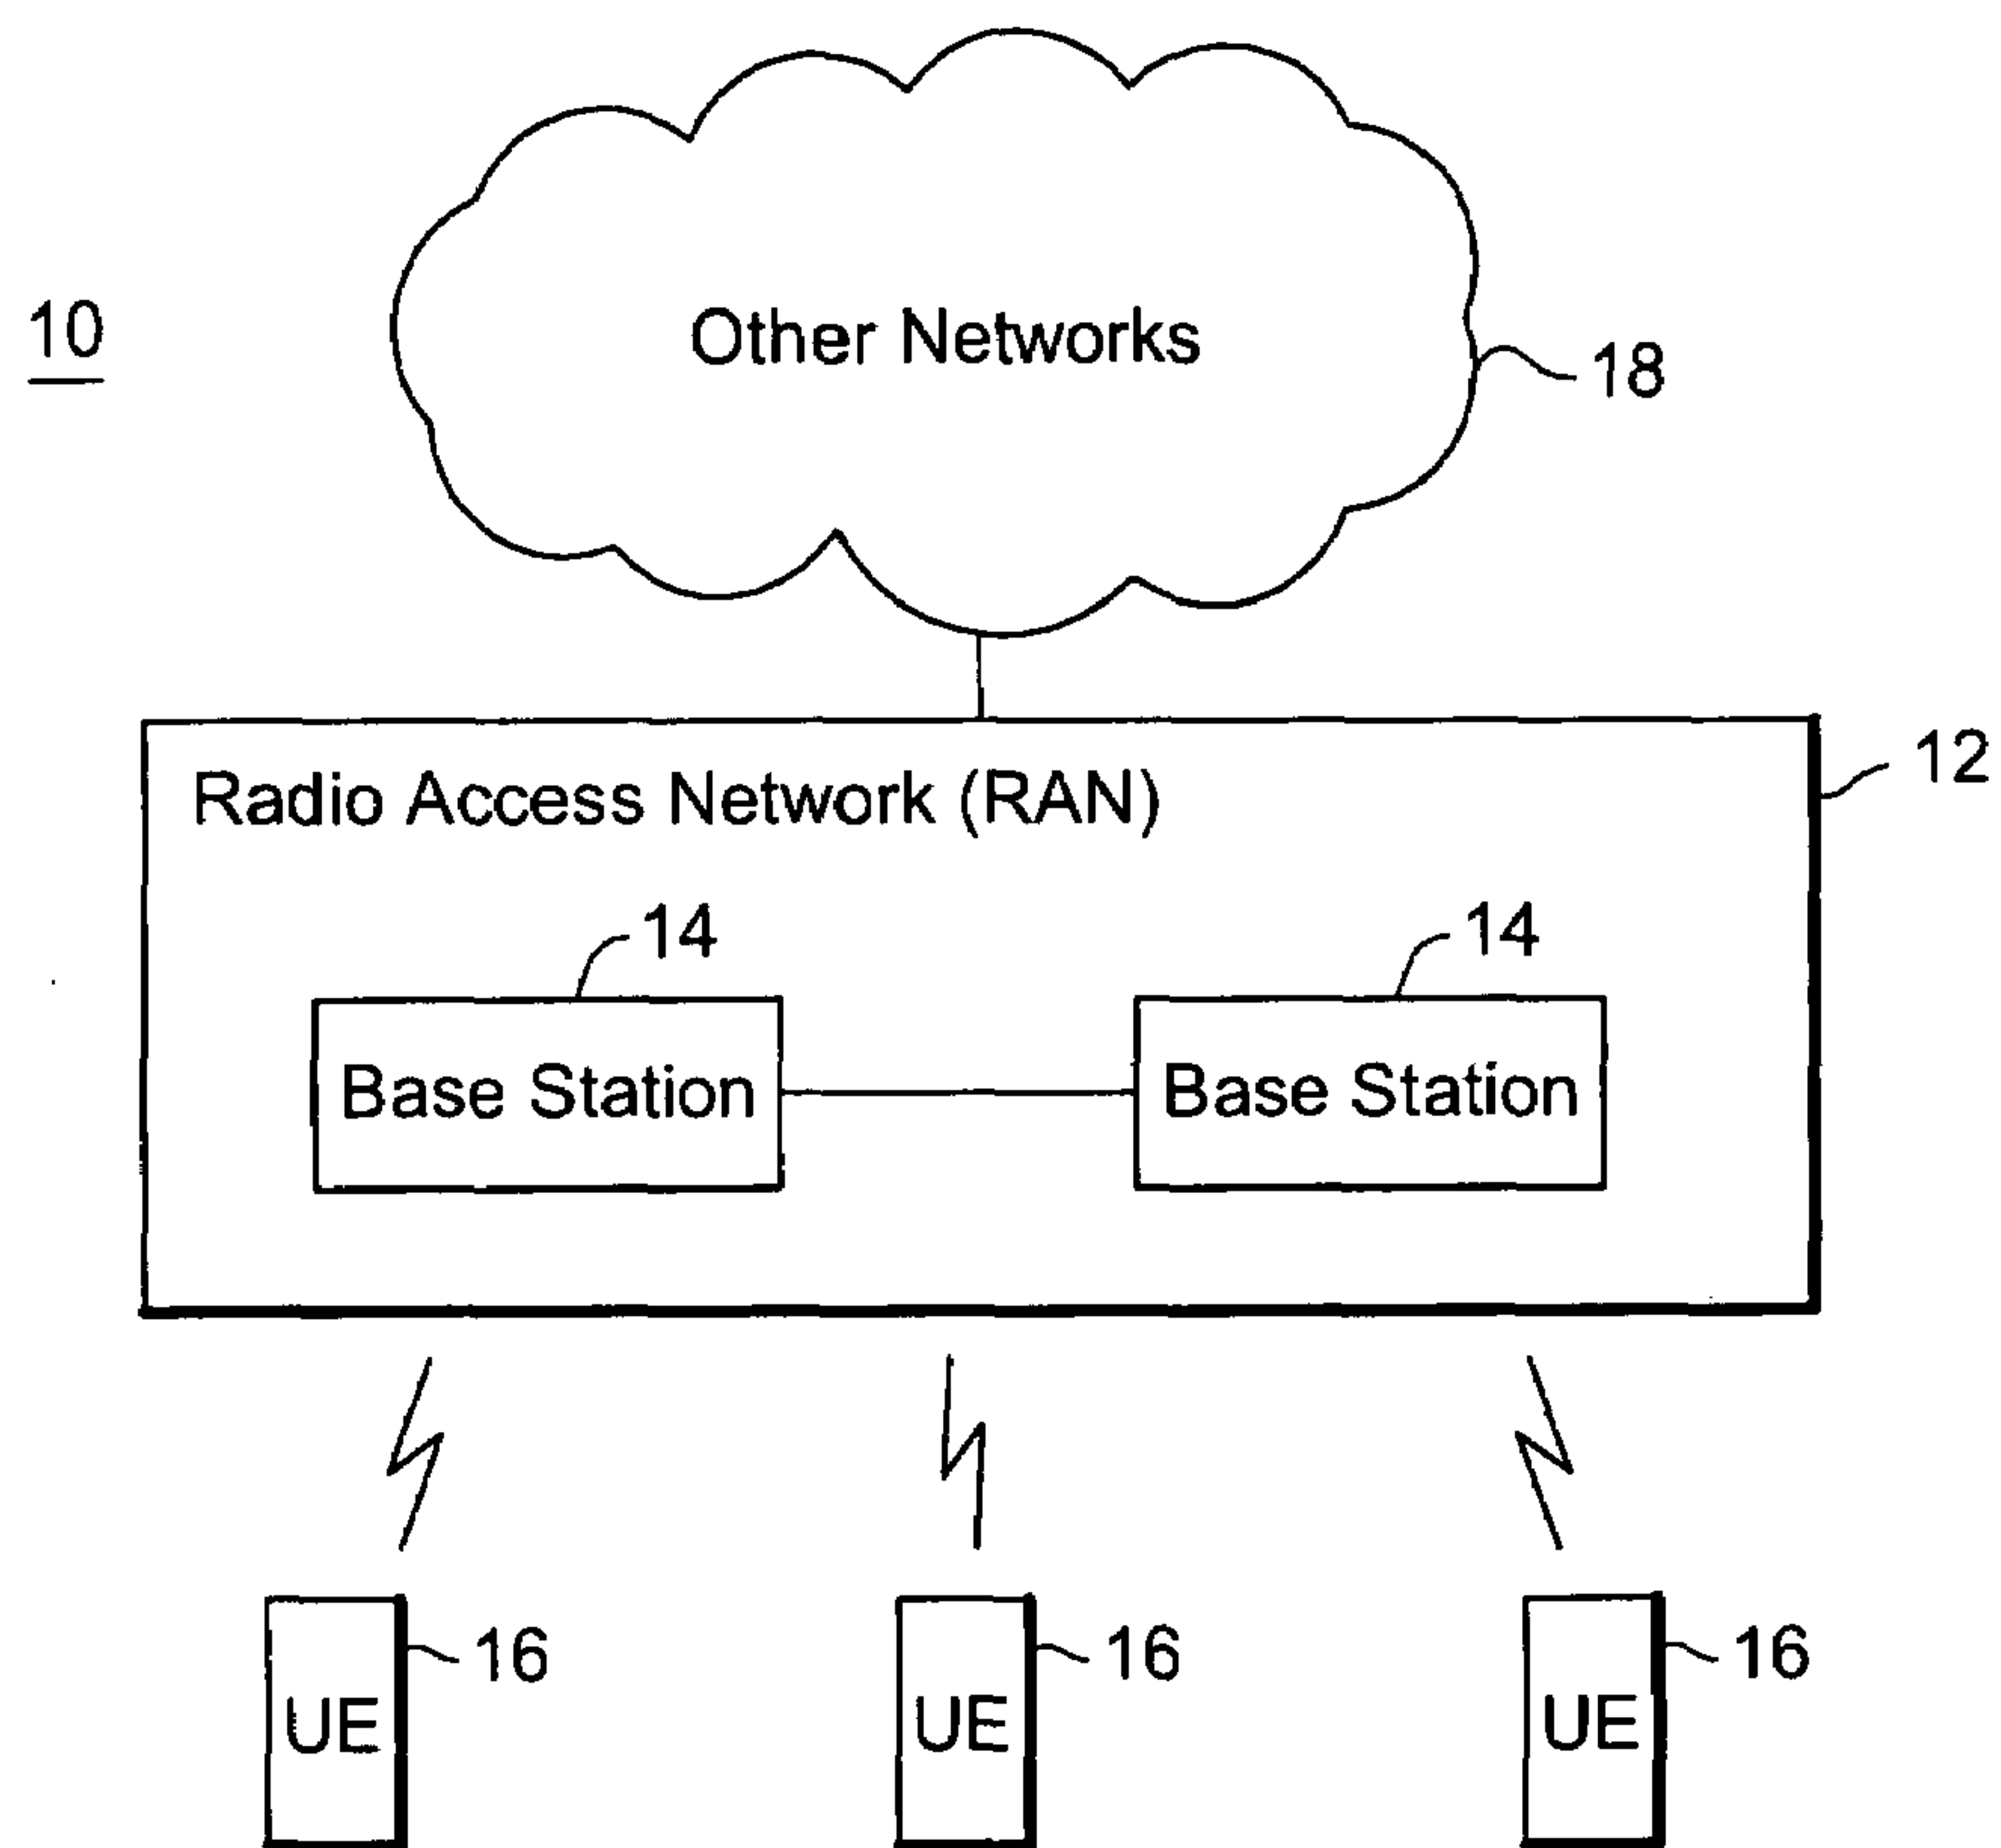 10
Other Networks
18
12
Radio Access Network (RAN)
14
14
Base Station
Base Station
16
16
16
UE
UE
UE